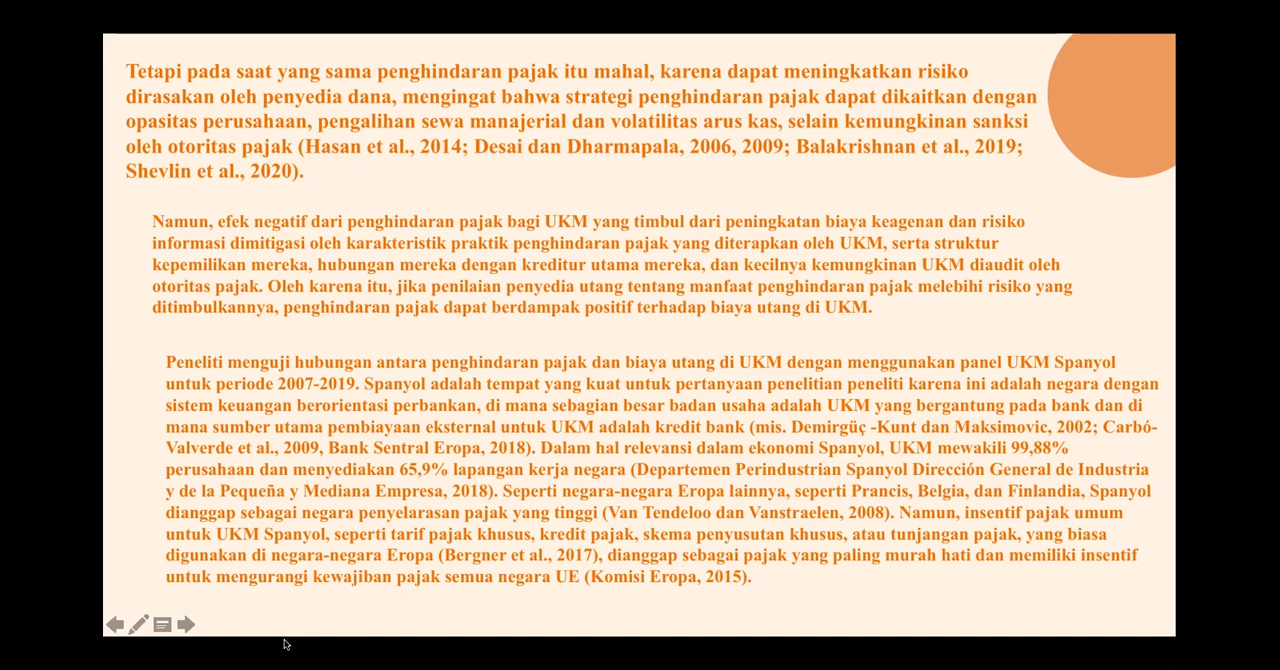 Tetapi pada saat yang sama penghindaran pajak itu mahal, karena dapat meningkatkan risiko
dirasakan oleh penyedia dana, mengingat bahwa strategi penghindaran pajak dapat dikaitkan dengan
opasitas perusahaan, pengalihan sewa manajerial dan volatilitas arus kas, selain kemungkinan sanksi
oleh otoritas pajak (Hasan et al., 2014; Desai dan Dharmapala, 2006, 2009; Balakrishnan et al., 2019;
Shevlin et al., 2020).
Namun, efek negatif dari penghindaran pajak bagi UKM yang timbul dari peningkatan biaya keagenan dan risiko
informasi dimitigasi oleh karakteristik praktik penghindaran pajak yang diterapkan oleh UKM, serta struktur
kepemilikan mereka, hubungan mereka dengan kreditur utama mereka, dan kecilnya kemungkinan UKM diaudit oleh
otoritas pajak. Oleh karena itu, jika penilaian penyedia utang tentang manfaat penghindaran pajak melebihi risiko yang
ditimbulkannya, penghindaran pajak dapat berdampak positif terhadap biaya utang di UKM.
Peneliti menguji hubungan antara penghindaran pajak dan biaya utang di UKM dengan menggunakan panel UKM Spanyol
untuk periode 2007-2019. Spanyol adalah tempat yang kuat untuk pertanyaan penelitian peneliti karena ini adalah negara dengan
sistem keuangan berorientasi perbankan, di mana sebagian besar badan usaha adalah UKM yang bergantung pada bank dan di
mana sumber utama pembiayaan eksternal untuk UKM adalah kredit bank (mis. Demirgüç -Kunt dan Maksimovic, 2002; Carbó-
Valverde et al., 2009, Bank Sentral Eropa, 2018). Dalam hal relevansi dalam ekonomi Spanyol, UKM mewakili 99,88%
perusahaan dan menyediakan 65,9% lapangan kerja negara (Departemen Perindustrian Spanyol Dirección General de Industria
y de la Pequeña y Mediana Empresa, 2018). Seperti negara-negara Eropa lainnya, seperti Prancis, Belgia, dan Finlandia, Spanyol
dianggap sebagai negara penyelarasan pajak yang tinggi (Van Tendeloo dan Vanstraelen, 2008). Namun, insentif pajak umum
untuk UKM Spanyol, seperti tarif pajak khusus, kredit pajak, skema penyusutan khusus, atau tunjangan pajak, yang biasa
digunakan di negara-negara Eropa (Bergner et al., 2017), dianggap sebagai pajak yang paling murah hati dan memiliki insentif
untuk mengurangi kewajiban pajak semua negara UE (Komisi Eropa, 2015).